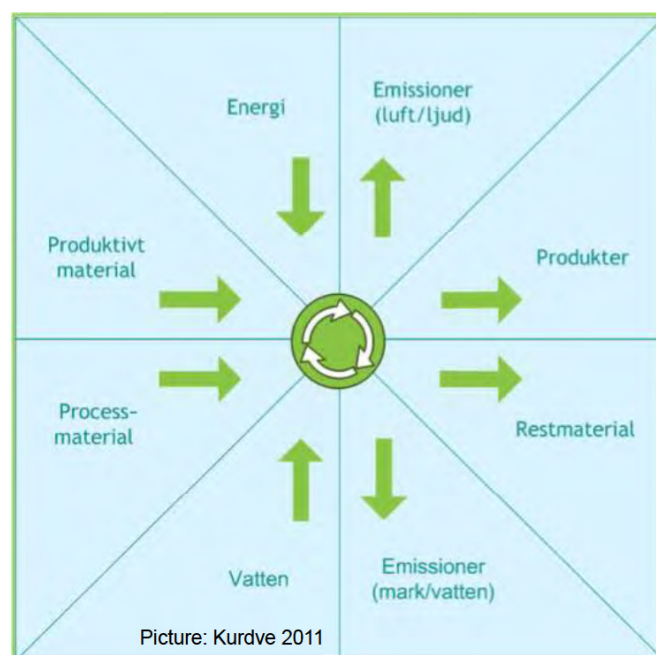 Energi
Emissioner
(luft/ljud)
Produktivt
material
Produkter
Process-
material
Restmaterial
Vatten
Emissioner
(mark/vatten)
Picture: Kurdve 2011